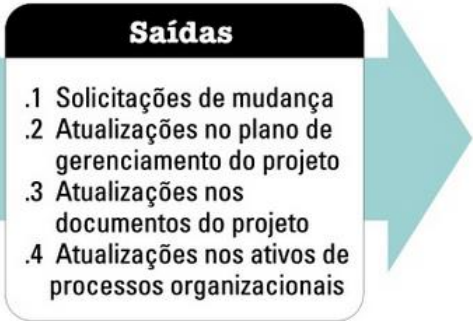 Saídas
.1 Solicitações de mudança
.2 Atualizações no plano de
gerenciamento do projeto
.3 Atualizações nos
documentos do projeto
.4 Atualizações nos ativos de
processos organizacionais